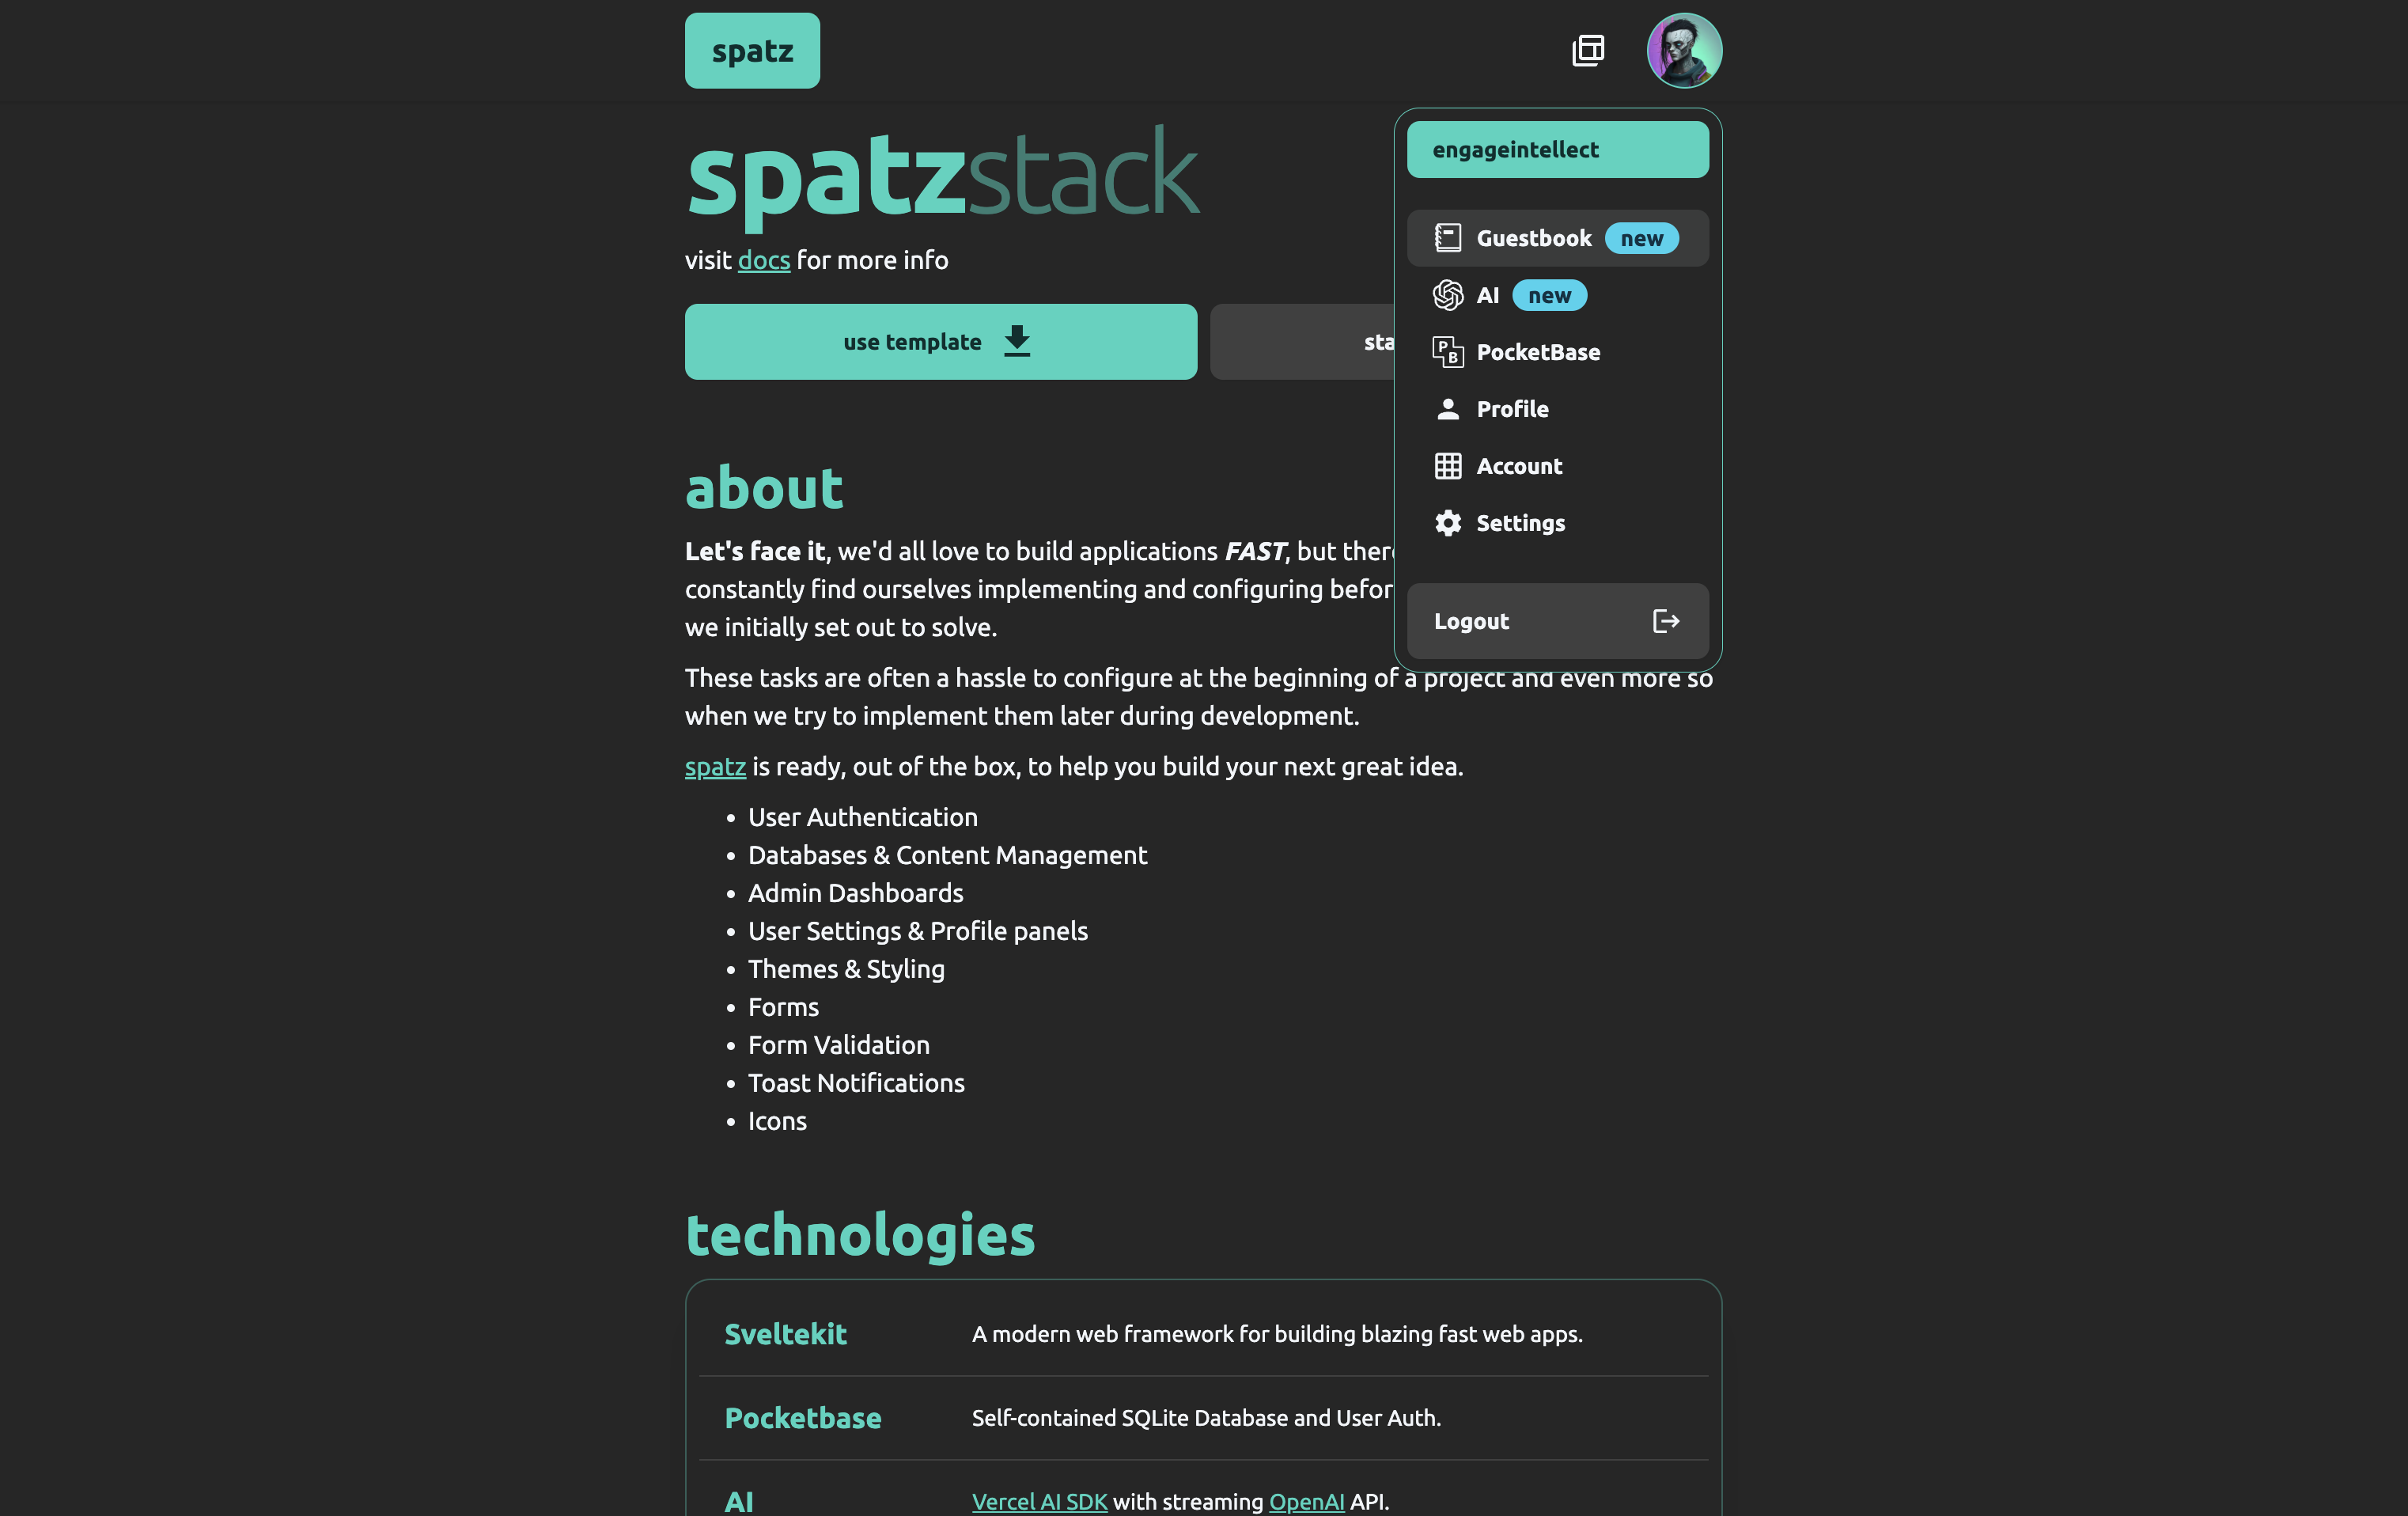 spatz
spatzstack
visit docs for more info
use template
engageintellect
Guestbook new
AI new
PocketBase
Profile
Account
Settings
Logout
about
Let's face it, we'd all love to build applications FAST, but
constantly find ourselves implementing and configuring
we initially set out to solve.
These tasks are often a hassle to configure at the beginning of a project and even more so
when we try to implement them later during development.
spatz is ready, out of the box, to help you build your next great idea.
• User Authentication
• Databases & Content Management
• Admin Dashboards
• User Settings & Profile panels
• Themes & Styling
• Forms
• Form Validation
• Toast Notifications
• Icons
technologies
Sveltekit A modern web framework for building blazing fast web apps.
Pocketbase Self-contained SQLite Database and User Auth.
AI Vercel AI SDK with streaming OpenAI API.